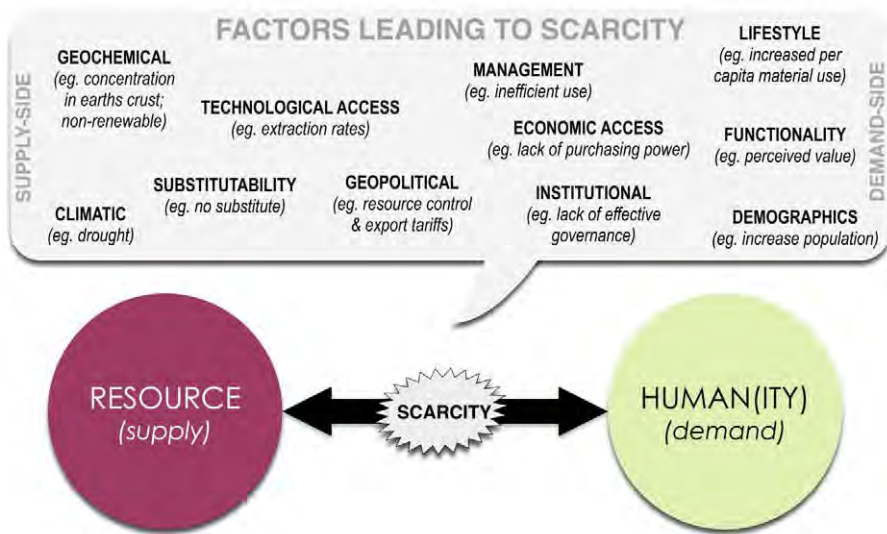 FACTORS LEADING TO SCARCITY
SUPPLY-SIDE
GEOCHEMICAL
(eg. concentration
in earths crust;
non-renewable)
TECHNOLOGICAL ACCESS
(eg. extraction rates)
MANAGEMENT
(eg. inefficient use)
LIFESTYLE
(eg. increased per
capita material use)
ECONOMIC ACCESS
(eg. lack of purchasing power)
FUNCTIONALITY
(eg. perceived value)
CLIMATIC
(eg. drought)
SUBSTITUTABILITY
(eg. no substitute)
GEOPOLITICAL
(eg. resource control
& export tariffs)
INSTITUTIONAL
(eg. lack of effective
governance)
DEMOGRAPHICS
(eg. increase population)
DEMAND-SIDE
RESOURCE
(supply)
SCARCITY
HUMAN(ITY)
(demand)